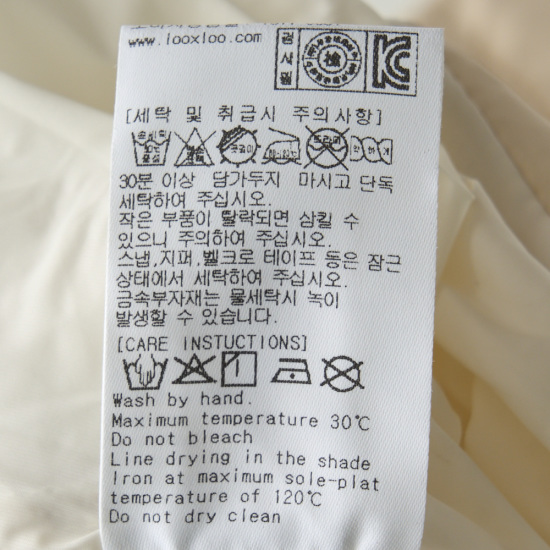 www.looxloo.com
검사필
[세탁 및 취급시 주의사항]
30분 이상 담가두지 마시고 단독
세탁하여 주십시오.
작은 부품이 탈락되면 삼킬 수
있으니 주의하여 주십시오.
스냅,지퍼,벨크로 테이프 등은 잠근
상태에서 세탁하여 주십시오.
금속부자재는 물세탁시 녹이
발생할 수 있습니다.
[CARE INSTUCTIONS]
Wash by hand.
Maximum temperature 30℃
Do not bleach
Line drying in the shade
Iron at maximum sole-plat
temperature of 120℃
Do not dry clean